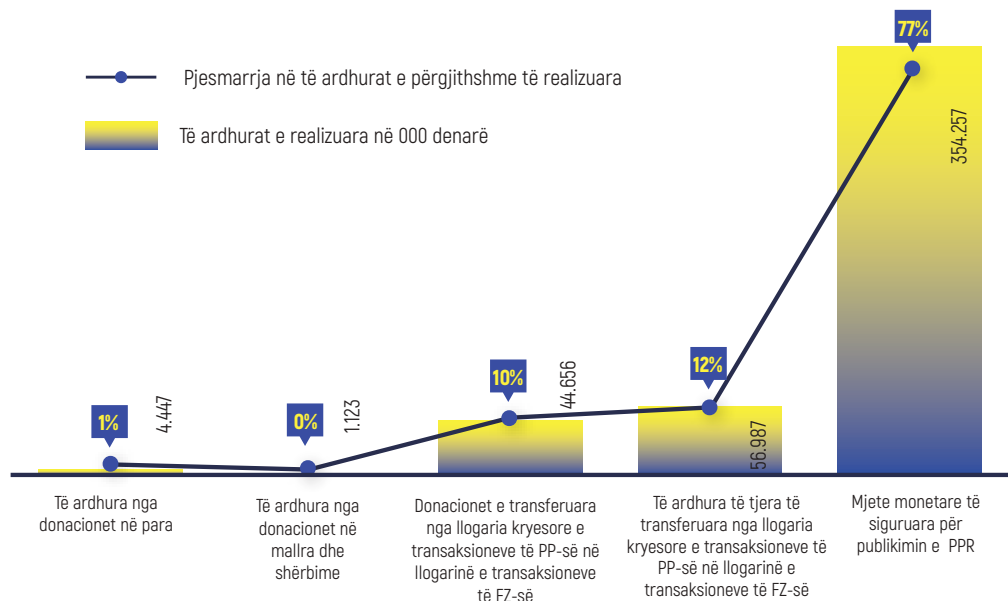 77%
Pjesmarrja në të ardhurat e përgjithshme të realizuara
Të ardhurat e realizuara në 000 denarë
354.257
12%
10%
44.656
56.987
1%
4.447
0%
1.123
Të ardhura nga
donacionet në para
Të ardhura nga
donacionet në
mallra dhe
shërbime
Donacionet e transferuara
nga llogaria kryesore e
transaksioneve të PP-së në
llogarinë e transaksioneve
të FZ-së
Të ardhura të tjera të
transferuara nga llogaria
kryesore e transaksioneve të
PP-së në llogarinë e
transaksioneve të FZ-së
Mjete monetare të
siguruara për
publikimin e PPR